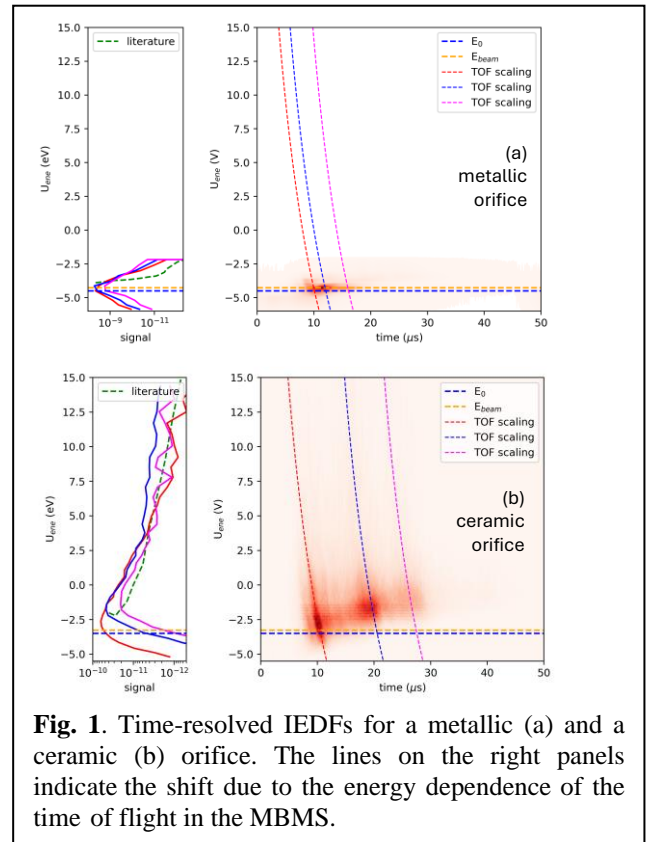 literature
15.0
12.5
10.0
7.5
5.0
2.5
0.0
−2.5
−5.0
U_ene (eV)
10⁻⁹ 10⁻¹¹
signal
E₀
E_beam
TOF scaling
TOF scaling
TOF scaling
(a)
metallic
orifice
15.0
12.5
10.0
7.5
5.0
2.5
0.0
−2.5
−5.0
U_ene (V)
0 10 20 30 40 50
time (μs)
literature
15.0
12.5
10.0
7.5
5.0
2.5
0.0
−2.5
−5.0
U_ene (eV)
10⁻¹⁰ 10⁻¹¹ 10⁻¹²
signal
E₀
E_beam
TOF scaling
TOF scaling
TOF scaling
(b)
ceramic
orifice
15.0
12.5
10.0
7.5
5.0
2.5
0.0
−2.5
−5.0
U_ene (V)
0 10 20 30 40 50
time (μs)
Fig. 1. Time-resolved IEDFs for a metallic (a) and a
ceramic (b) orifice. The lines on the right panels
indicate the shift due to the energy dependence of the
time of flight in the MBMS.